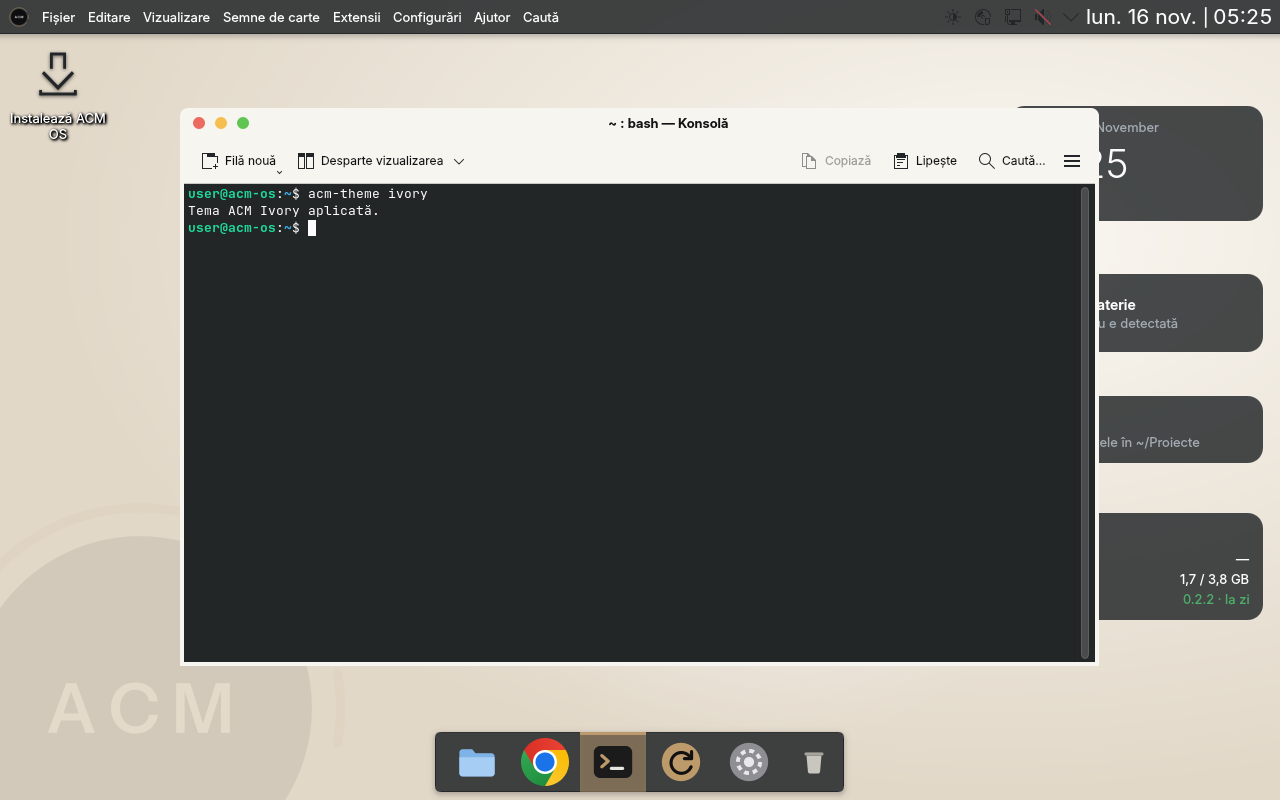 Fișier Editare Vizualizare Semne de carte Extensii Configurări Ajutor Caută
lun. 16 nov. | 05:25
Instalează ACM
OS
~ : bash — Konsolă
Filă nouă
Desparte vizualizarea
Copiază
Lipește
Caută...
user@acm-os:~$ acm-theme ivory
Tema ACM Ivory aplicată.
user@acm-os:~$
November
25
aterie
u e detectată
ele în ~/Proiecte
—
1,7 / 3,8 GB
0.2.2 · la zi
ACM